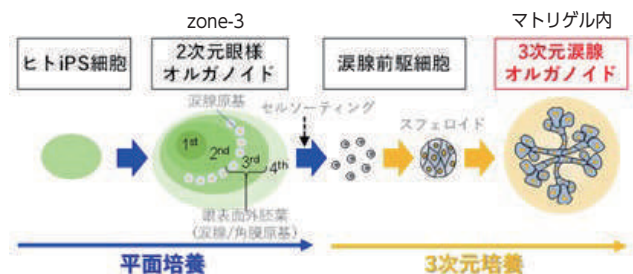 zone-3
マトリゲル内
ヒトiPS細胞
2次元眼様
オルガノイド
涙腺前駆細胞
3次元涙腺
オルガノイド
涙腺原基
セルソーティング
スフェロイド
1st
2nd
3rd
4th
眼表面外胚葉
(涙腺/角膜原基)
平面培養
3次元培養